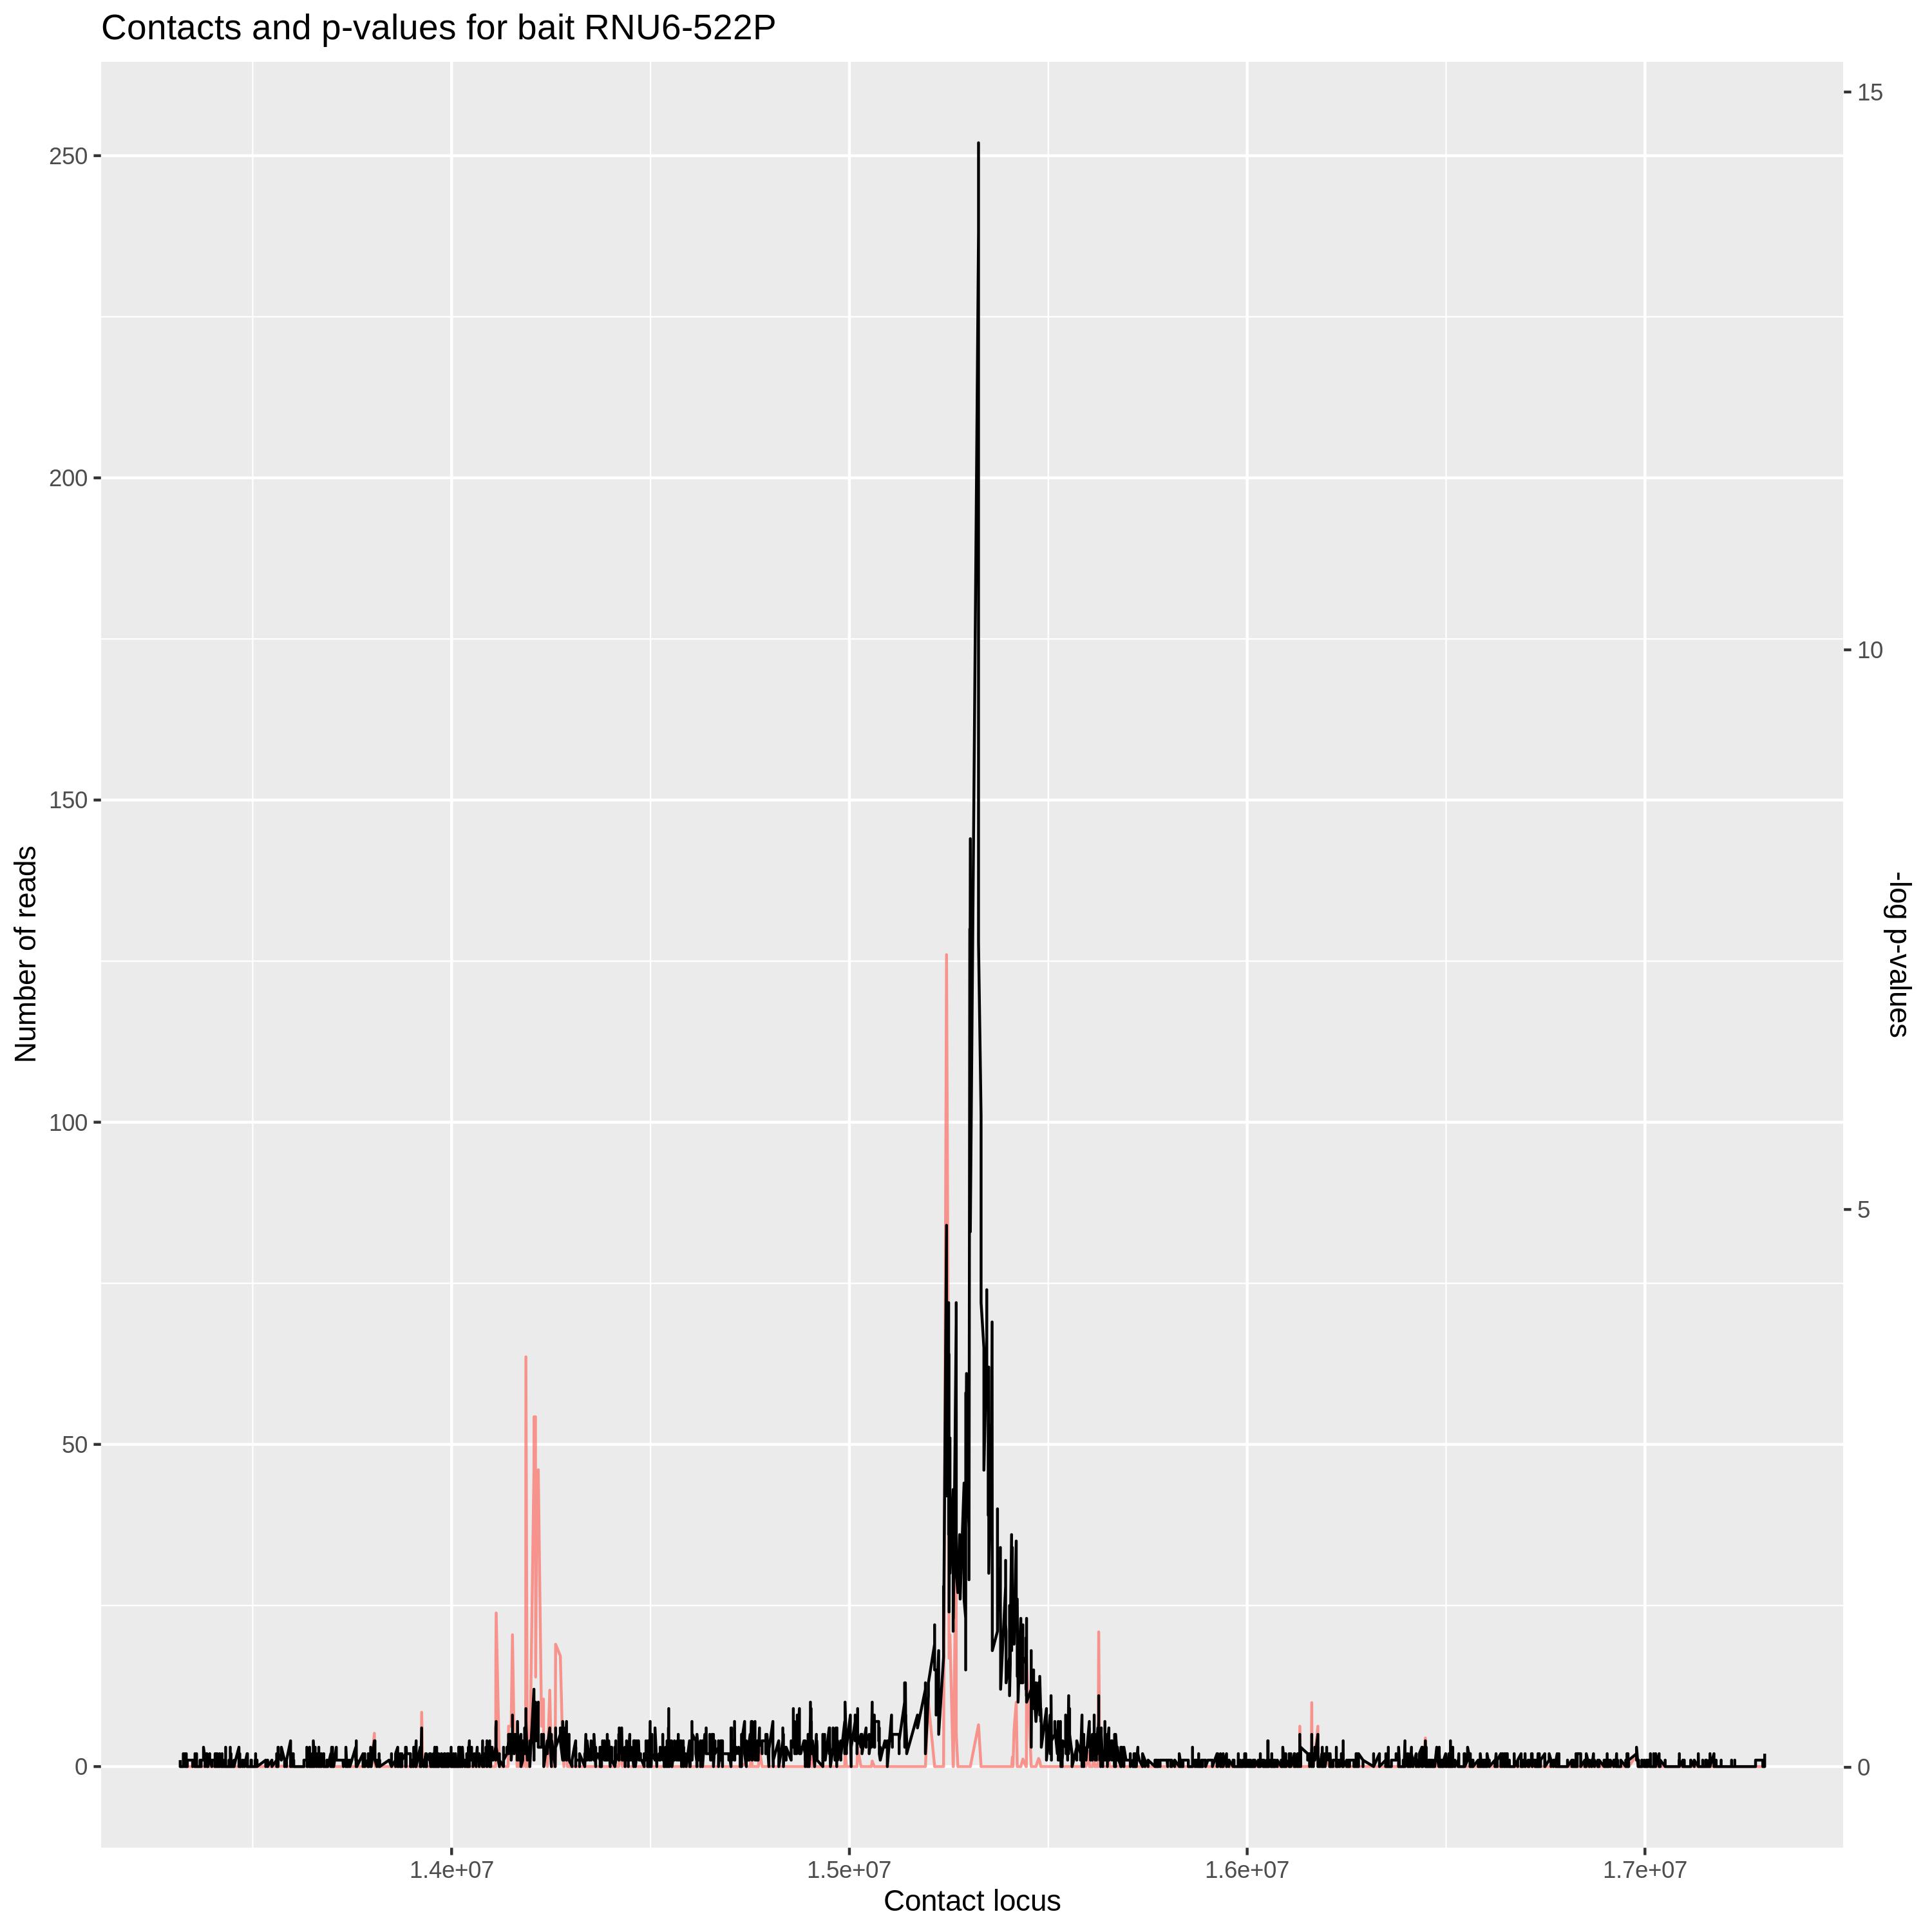 Contacts and p-values for bait RNU6-522P
250
200
150
100
50
0
15
10
5
0
Number of reads
-log p-values
1.4e+07
1.5e+07
1.6e+07
1.7e+07
Contact locus